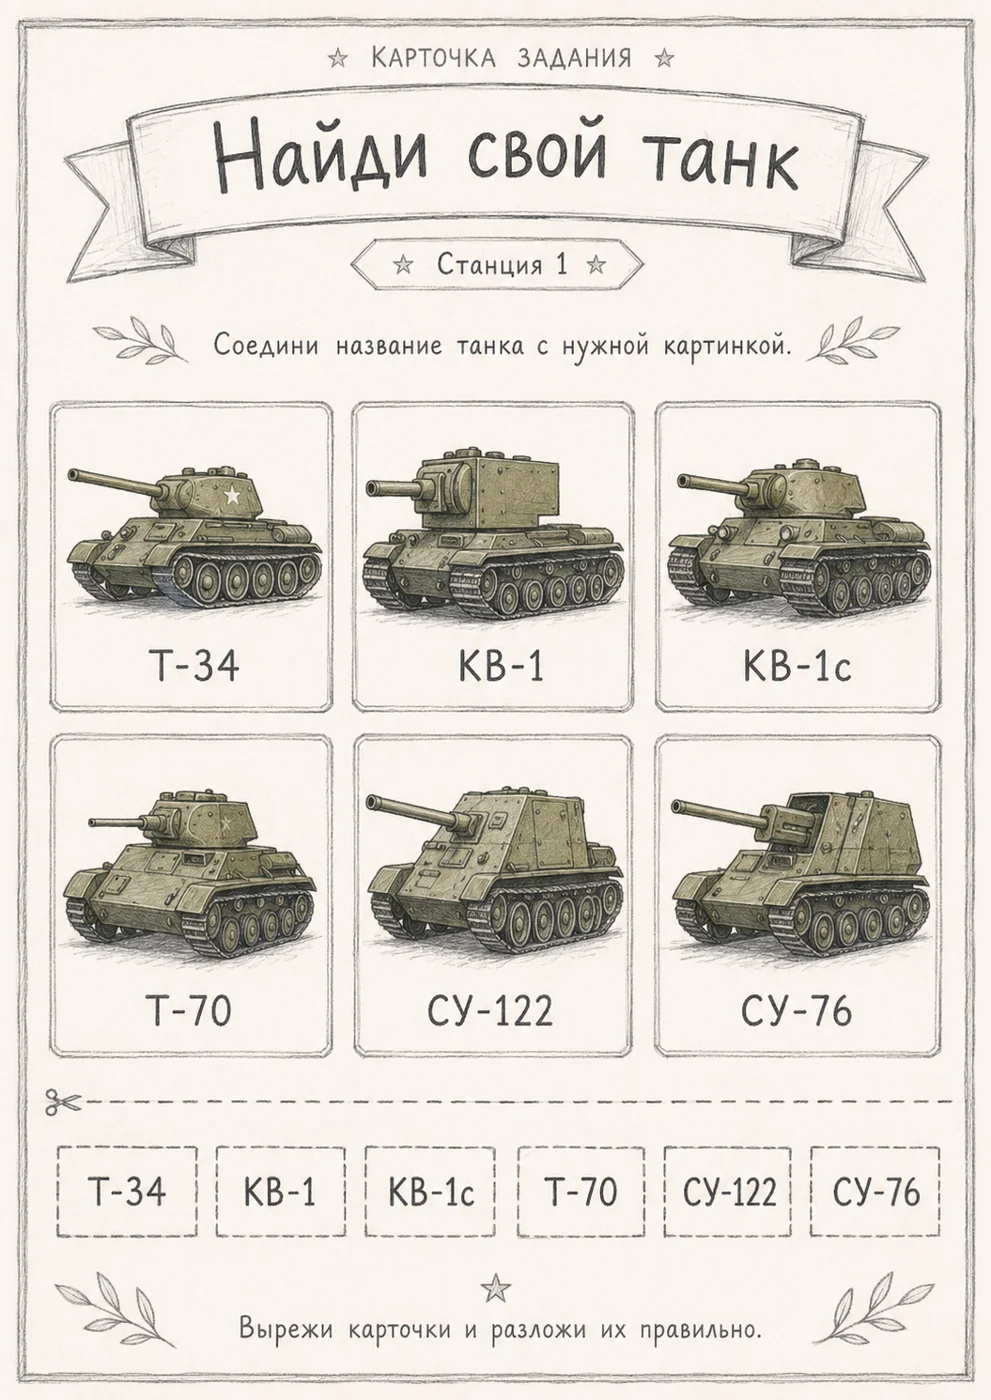 Карточка задания
Найди свой танк
Станция 1
Соедини название танка с нужной картинкой.
Т-34
КВ-1
КВ-1с
Т-70
СУ-122
СУ-76
Т-34
КВ-1
КВ-1с
Т-70
СУ-122
СУ-76
Вырежи карточки и разложи их правильно.